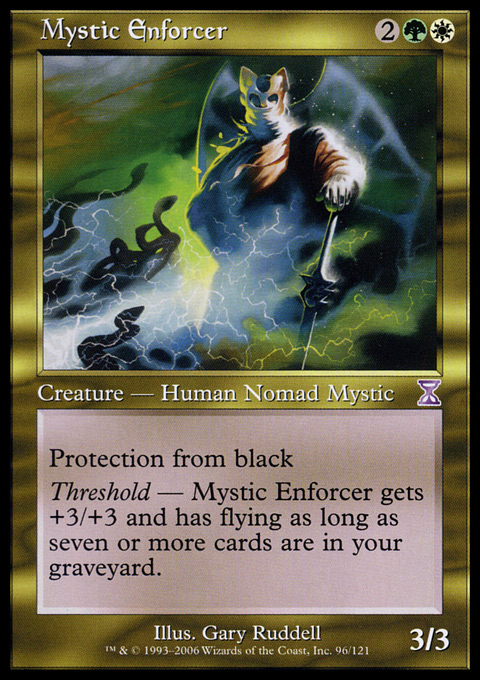 Mystic Enforcer 2
Creature — Human Nomad Mystic
Protection from black
Threshold — Mystic Enforcer gets
+3/+3 and has flying as long as
seven or more cards are in your
graveyard.
Illus. Gary Ruddell
™ & © 1993–2006 Wizards of the Coast, Inc. 96/121
3/3